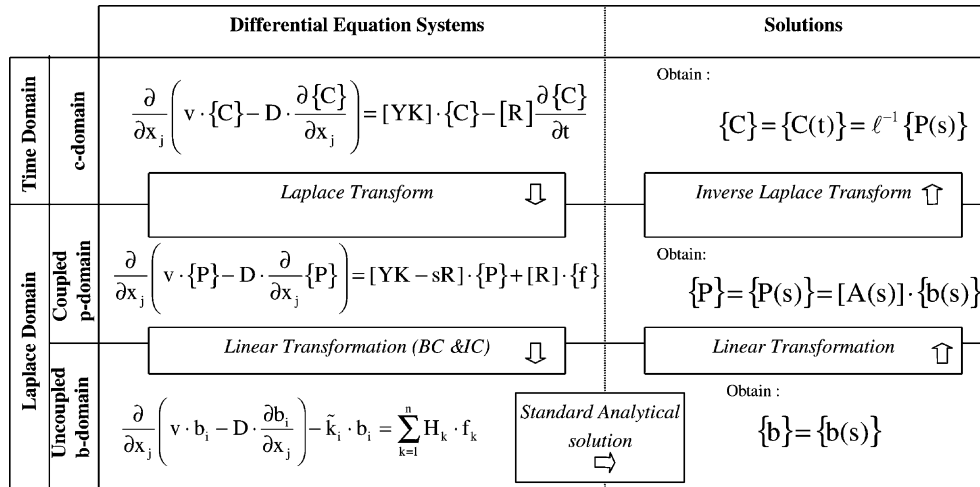 Differential Equation Systems
Solutions
Time Domain
c-domain
∂/∂x_j (v · {C} − D · ∂{C}/∂x_j) = [YK] · {C} − [R] ∂{C}/∂t
Obtain :
{C} = {C(t)} = ℓ⁻¹ {P(s)}
Laplace Transform ⇩
Inverse Laplace Transform ⇧
Laplace Domain
Coupled
p-domain
∂/∂x_j (v · {P} − D · ∂/∂x_j {P}) = [YK − sR] · {P} + [R] · {f}
Obtain:
{P} = {P(s)} = [A(s)] · {b(s)}
Linear Transformation (BC &IC) ⇩
Linear Transformation ⇧
Uncoupled
b-domain
∂/∂x_j (v · b_i − D · ∂b_i/∂x_j) − k̃_i · b_i = ∑_{k=1}^{n} H_k · f_k
Standard Analytical
solution
⇨
Obtain :
{b} = {b(s)}